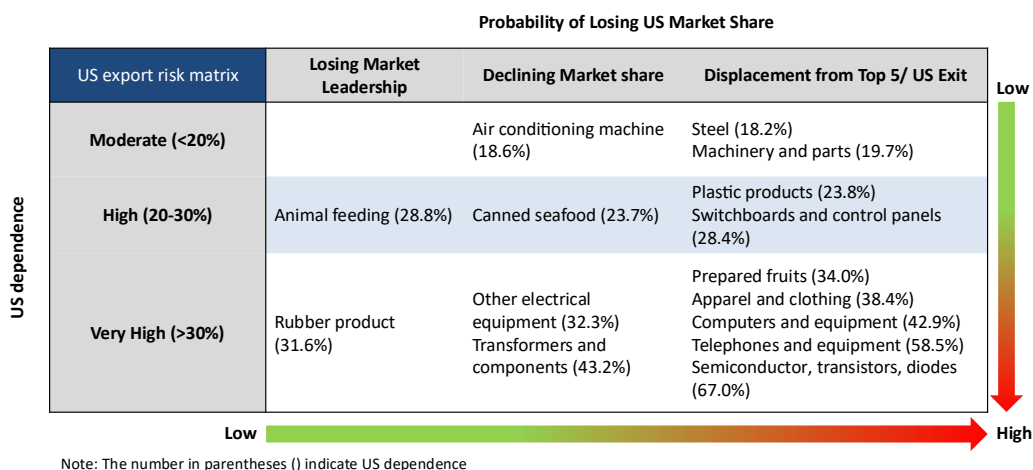 Probability of Losing US Market Share
US export risk matrix
Losing Market
Leadership
Declining Market share
Displacement from Top 5/ US Exit
Low
Moderate (<20%)
Air conditioning machine
(18.6%)
Steel (18.2%)
Machinery and parts (19.7%)
US dependence
High (20-30%)
Animal feeding (28.8%)
Canned seafood (23.7%)
Plastic products (23.8%)
Switchboards and control panels
(28.4%)
Very High (>30%)
Rubber product
(31.6%)
Other electrical
equipment (32.3%)
Transformers and
components (43.2%)
Prepared fruits (34.0%)
Apparel and clothing (38.4%)
Computers and equipment (42.9%)
Telephones and equipment (58.5%)
Semiconductor, transistors, diodes
(67.0%)
Low
High
Note: The number in parentheses () indicate US dependence